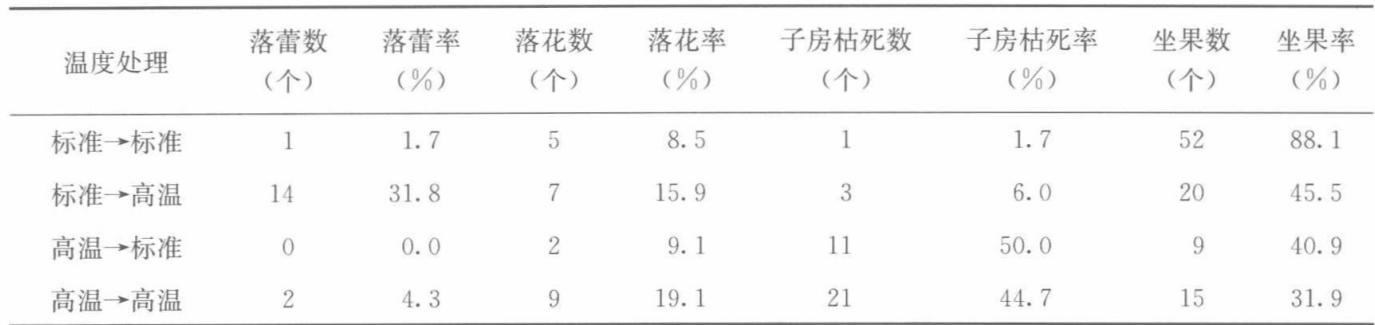 温度处理 落蕾数（个） 落蕾率（%） 落花数（个） 落花率（%） 子房枯死数（个） 子房枯死率（%） 坐果数（个） 坐果率（%）
标准→标准 1 1.7 5 8.5 1 1.7 52 88.1
标准→高温 14 31.8 7 15.9 3 6.0 20 45.5
高温→标准 0 0.0 2 9.1 11 50.0 9 40.9
高温→高温 2 4.3 9 19.1 21 44.7 15 31.9